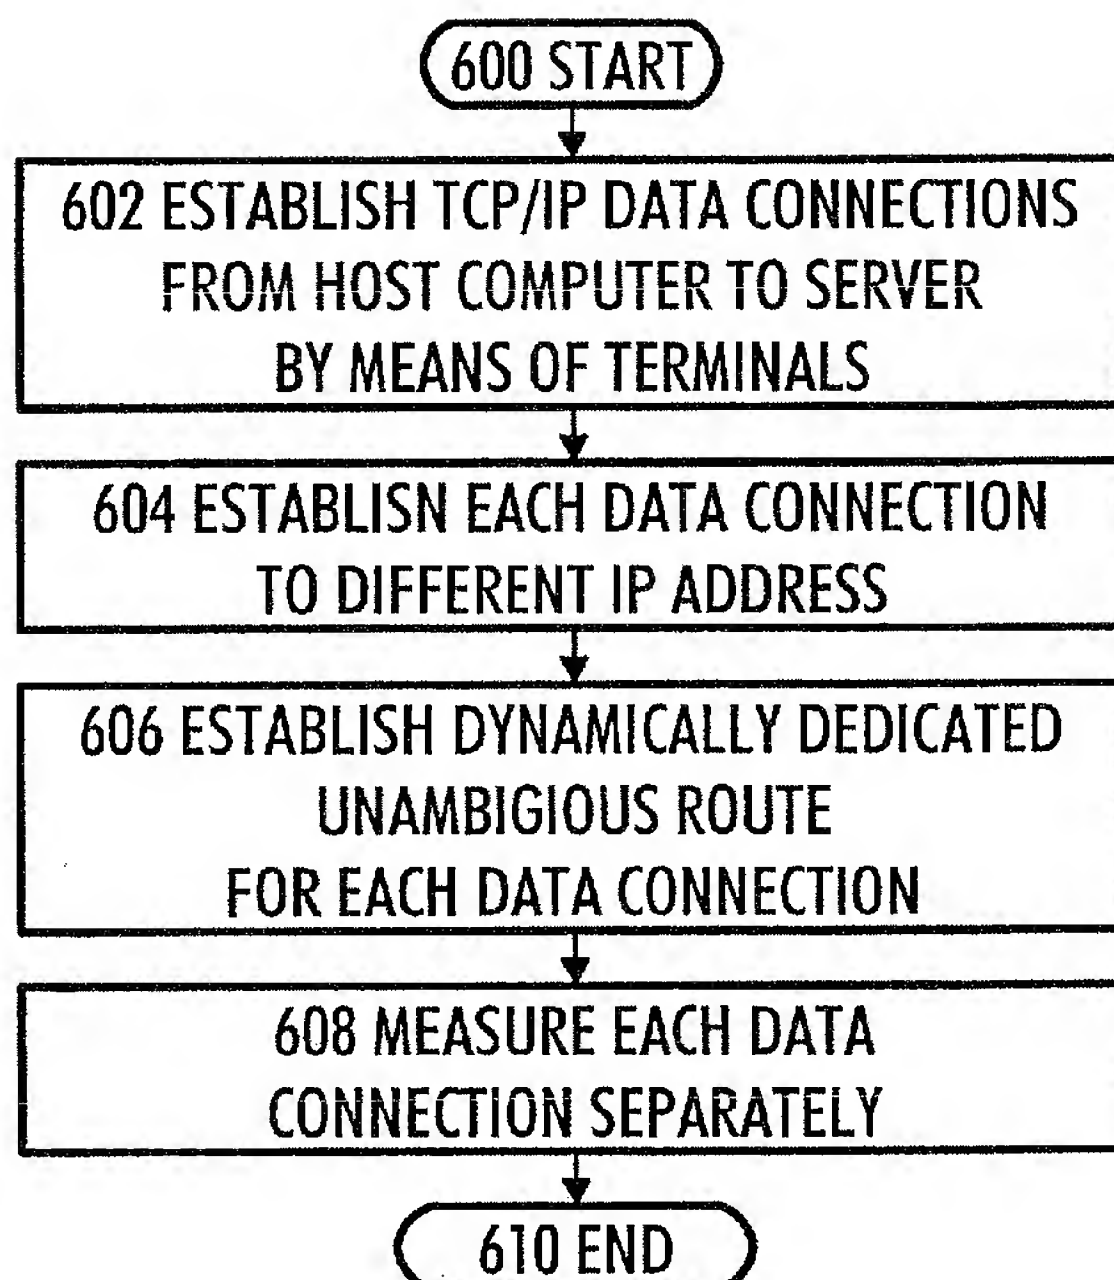 600 START
602 ESTABLISH TCP/IP DATA CONNECTIONS
FROM HOST COMPUTER TO SERVER
BY MEANS OF TERMINALS
604 ESTABLISN EACH DATA CONNECTION
TO DIFFERENT IP ADDRESS
606 ESTABLISH DYNAMICALLY DEDICATED
UNAMBIGIOUS ROUTE
FOR EACH DATA CONNECTION
608 MEASURE EACH DATA
CONNECTION SEPARATELY
610 END